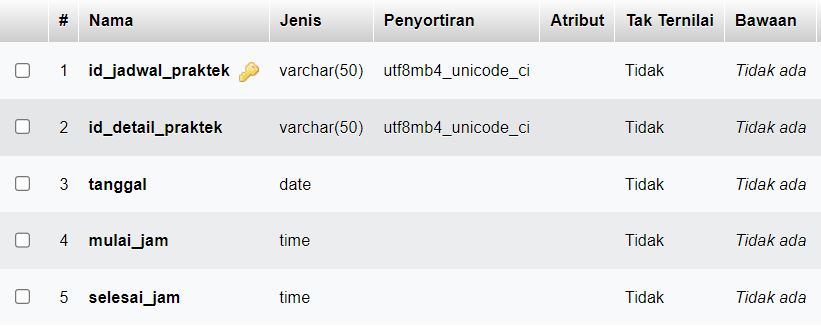 # Nama Jenis Penyortiran Atribut Tak Ternilai Bawaan
1 id_jadwal_praktek varchar(50) utf8mb4_unicode_ci Tidak Tidak ada
2 id_detail_praktek varchar(50) utf8mb4_unicode_ci Tidak Tidak ada
3 tanggal date Tidak Tidak ada
4 mulai_jam time Tidak Tidak ada
5 selesai_jam time Tidak Tidak ada